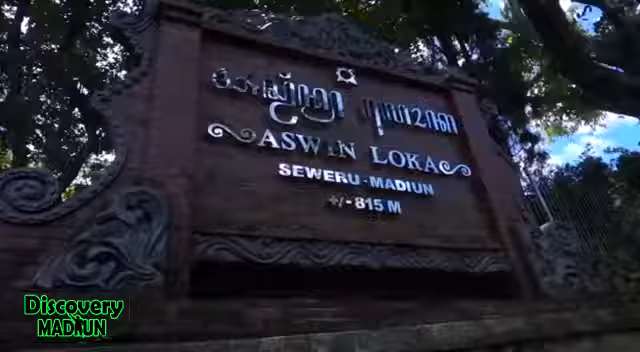 ASWIN LOKA
SEWERU-MADIUN
+/-815 M
Discovery
MADIUN